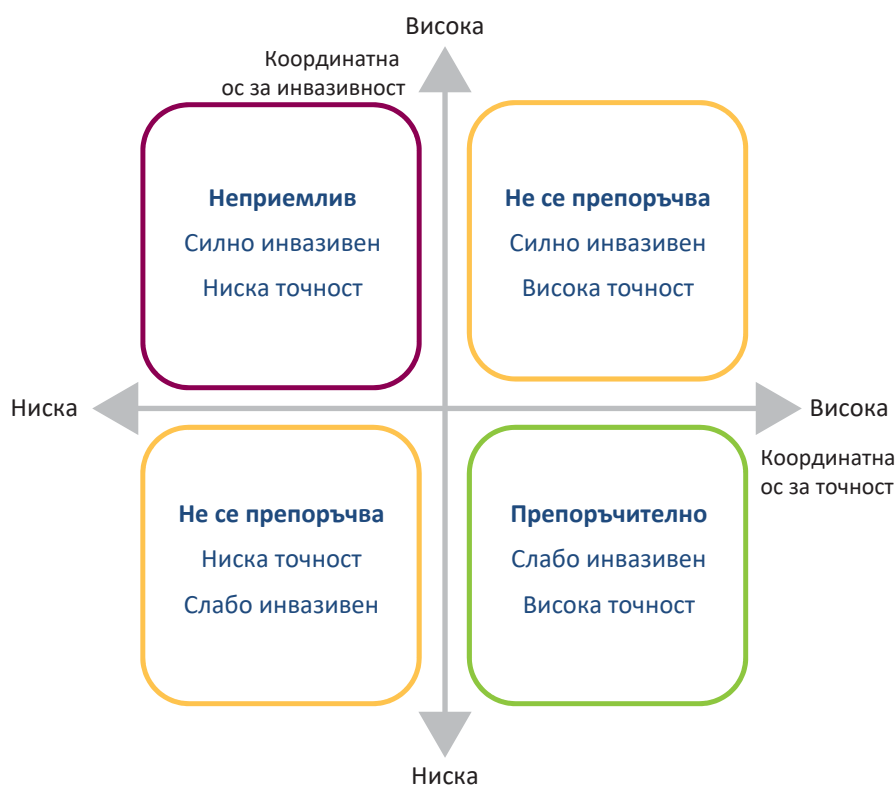 Висока
Координатна
ос за инвазивност
Неприемлив
Силно инвазивен
Ниска точност
Не се препоръчва
Силно инвазивен
Висока точност
Ниска
Висока
Координатна
ос за точност
Не се препоръчва
Ниска точност
Слабо инвазивен
Препоръчително
Слабо инвазивен
Висока точност
Ниска